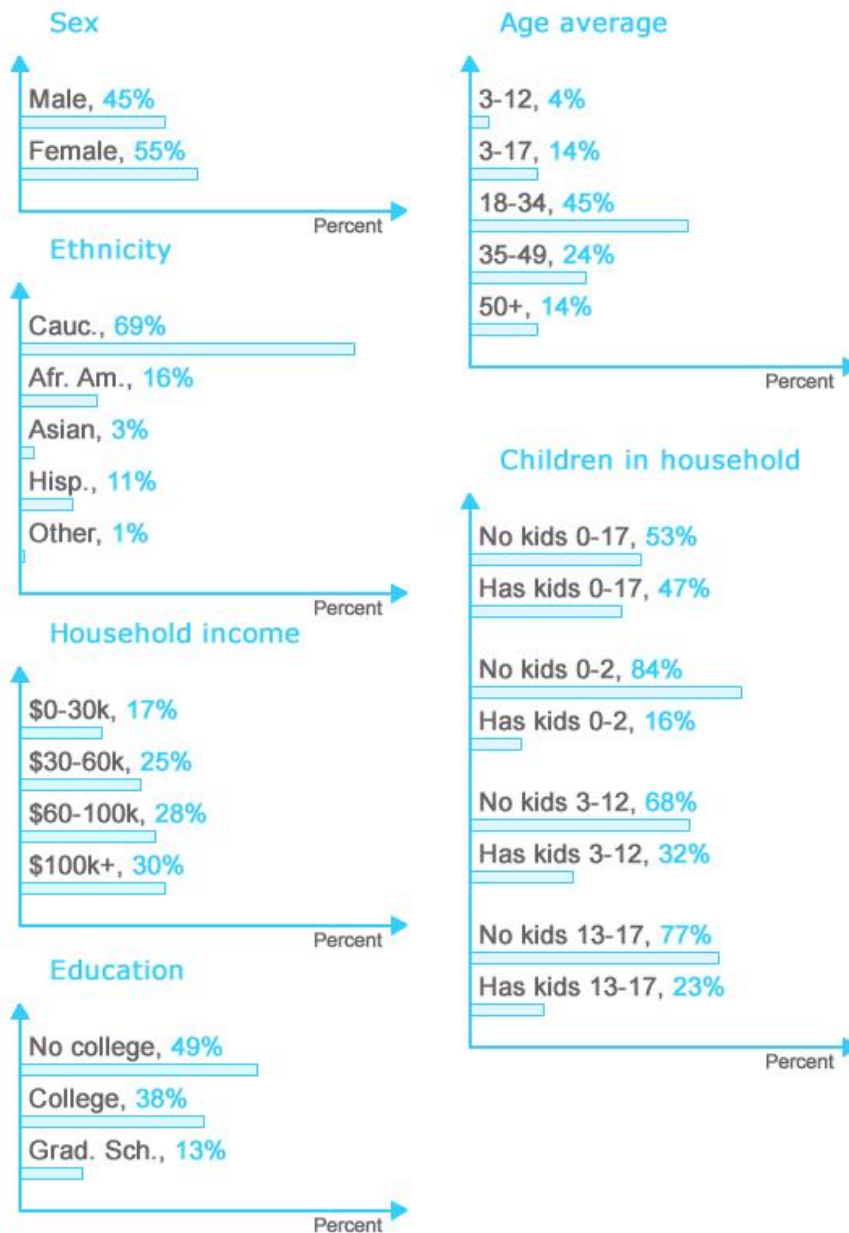 Sex
Male, 45%
Female, 55%
Percent
Ethnicity
Cauc., 69%
Afr. Am., 16%
Asian, 3%
Hisp., 11%
Other, 1%
Percent
Household income
$0-30k, 17%
$30-60k, 25%
$60-100k, 28%
$100k+, 30%
Percent
Education
No college, 49%
College, 38%
Grad. Sch., 13%
Percent
Age average
3-12, 4%
3-17, 14%
18-34, 45%
35-49, 24%
50+, 14%
Percent
Children in household
No kids 0-17, 53%
Has kids 0-17, 47%
No kids 0-2, 84%
Has kids 0-2, 16%
No kids 3-12, 68%
Has kids 3-12, 32%
No kids 13-17, 77%
Has kids 13-17, 23%
Percent